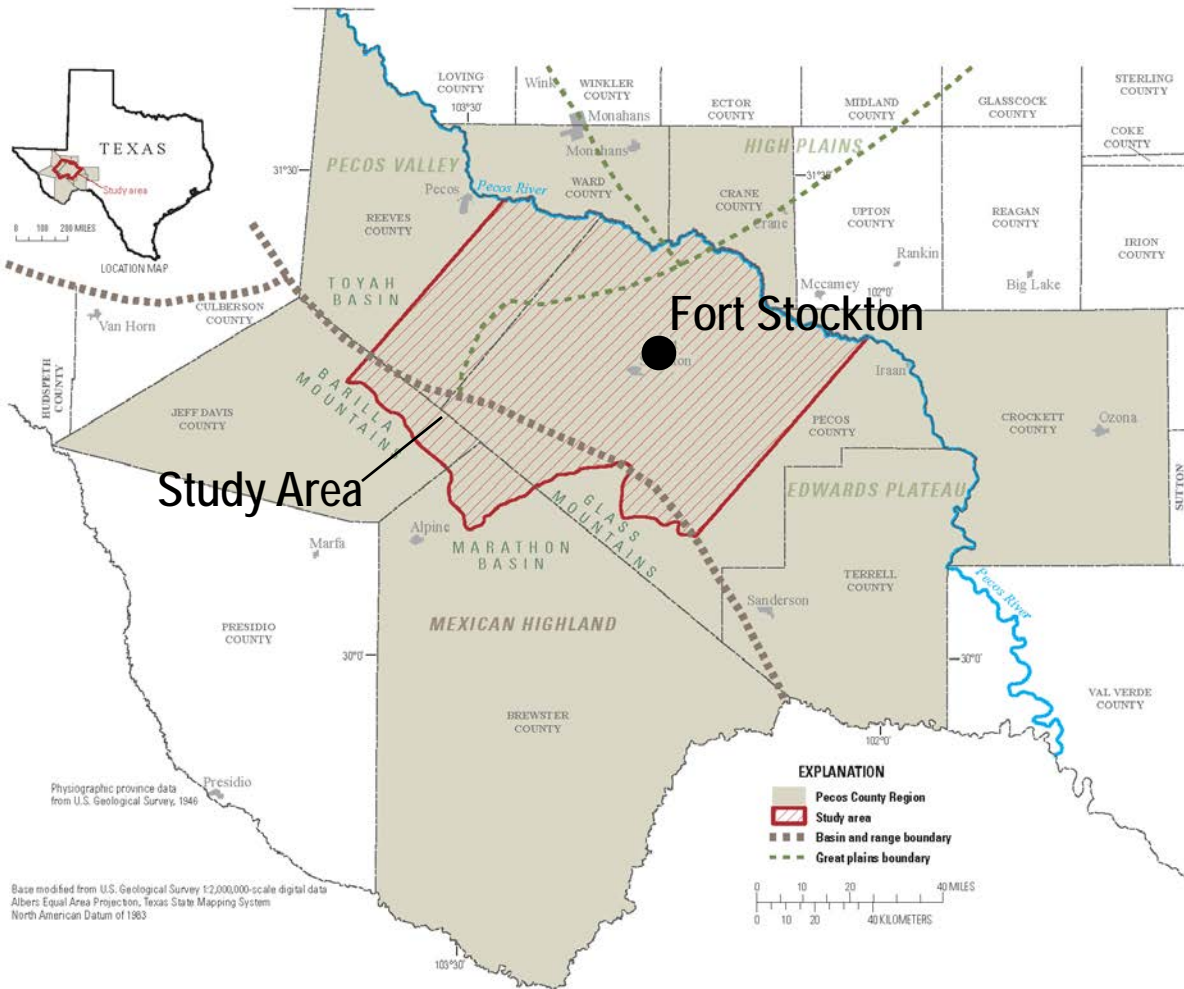 LOVING
COUNTY
103°30'
Wink
WINKLER
COUNTY
Monahans
Monahans
ECTOR
COUNTY
MIDLAND
COUNTY
GLASSCOCK
COUNTY
STERLING
COUNTY
COKE
COUNTY
TEXAS
Study area
0 100 200 MILES
LOCATION MAP
31°30'
PECOS VALLEY
HIGH PLAINS
31°30'
Pecos
Pecos River
WARD
COUNTY
CRANE
COUNTY
Crane
REEVES
COUNTY
UPTON
COUNTY
REAGAN
COUNTY
IRION
COUNTY
Rankin
Big Lake
Mccamey
102°0'
TOYAH
BASIN
CULBERSON
COUNTY
Van Horn
Fort Stockton
HUDSPETH
COUNTY
BARILLA
MOUNTAINS
JEFF DAVIS
COUNTY
Iraan
PECOS
COUNTY
CROCKETT
COUNTY
Ozona
SUTTON
Study Area
GLASS
MOUNTAINS
EDWARDS PLATEAU
Alpine
Marfa
MARATHON
BASIN
TERRELL
COUNTY
Sanderson
Pecos River
PRESIDIO
COUNTY
MEXICAN HIGHLAND
30°0'
30°0'
VAL VERDE
COUNTY
BREWSTER
COUNTY
102°0'
Presidio
Physiographic province data
from U.S. Geological Survey, 1946
EXPLANATION
Pecos County Region
Study area
Basin and range boundary
Great plains boundary
0 10 20 40 MILES
0 10 20 40 KILOMETERS
Base modified from U.S. Geological Survey 1:2,000,000-scale digital data
Albers Equal Area Projection, Texas State Mapping System
North American Datum of 1983
103°30'